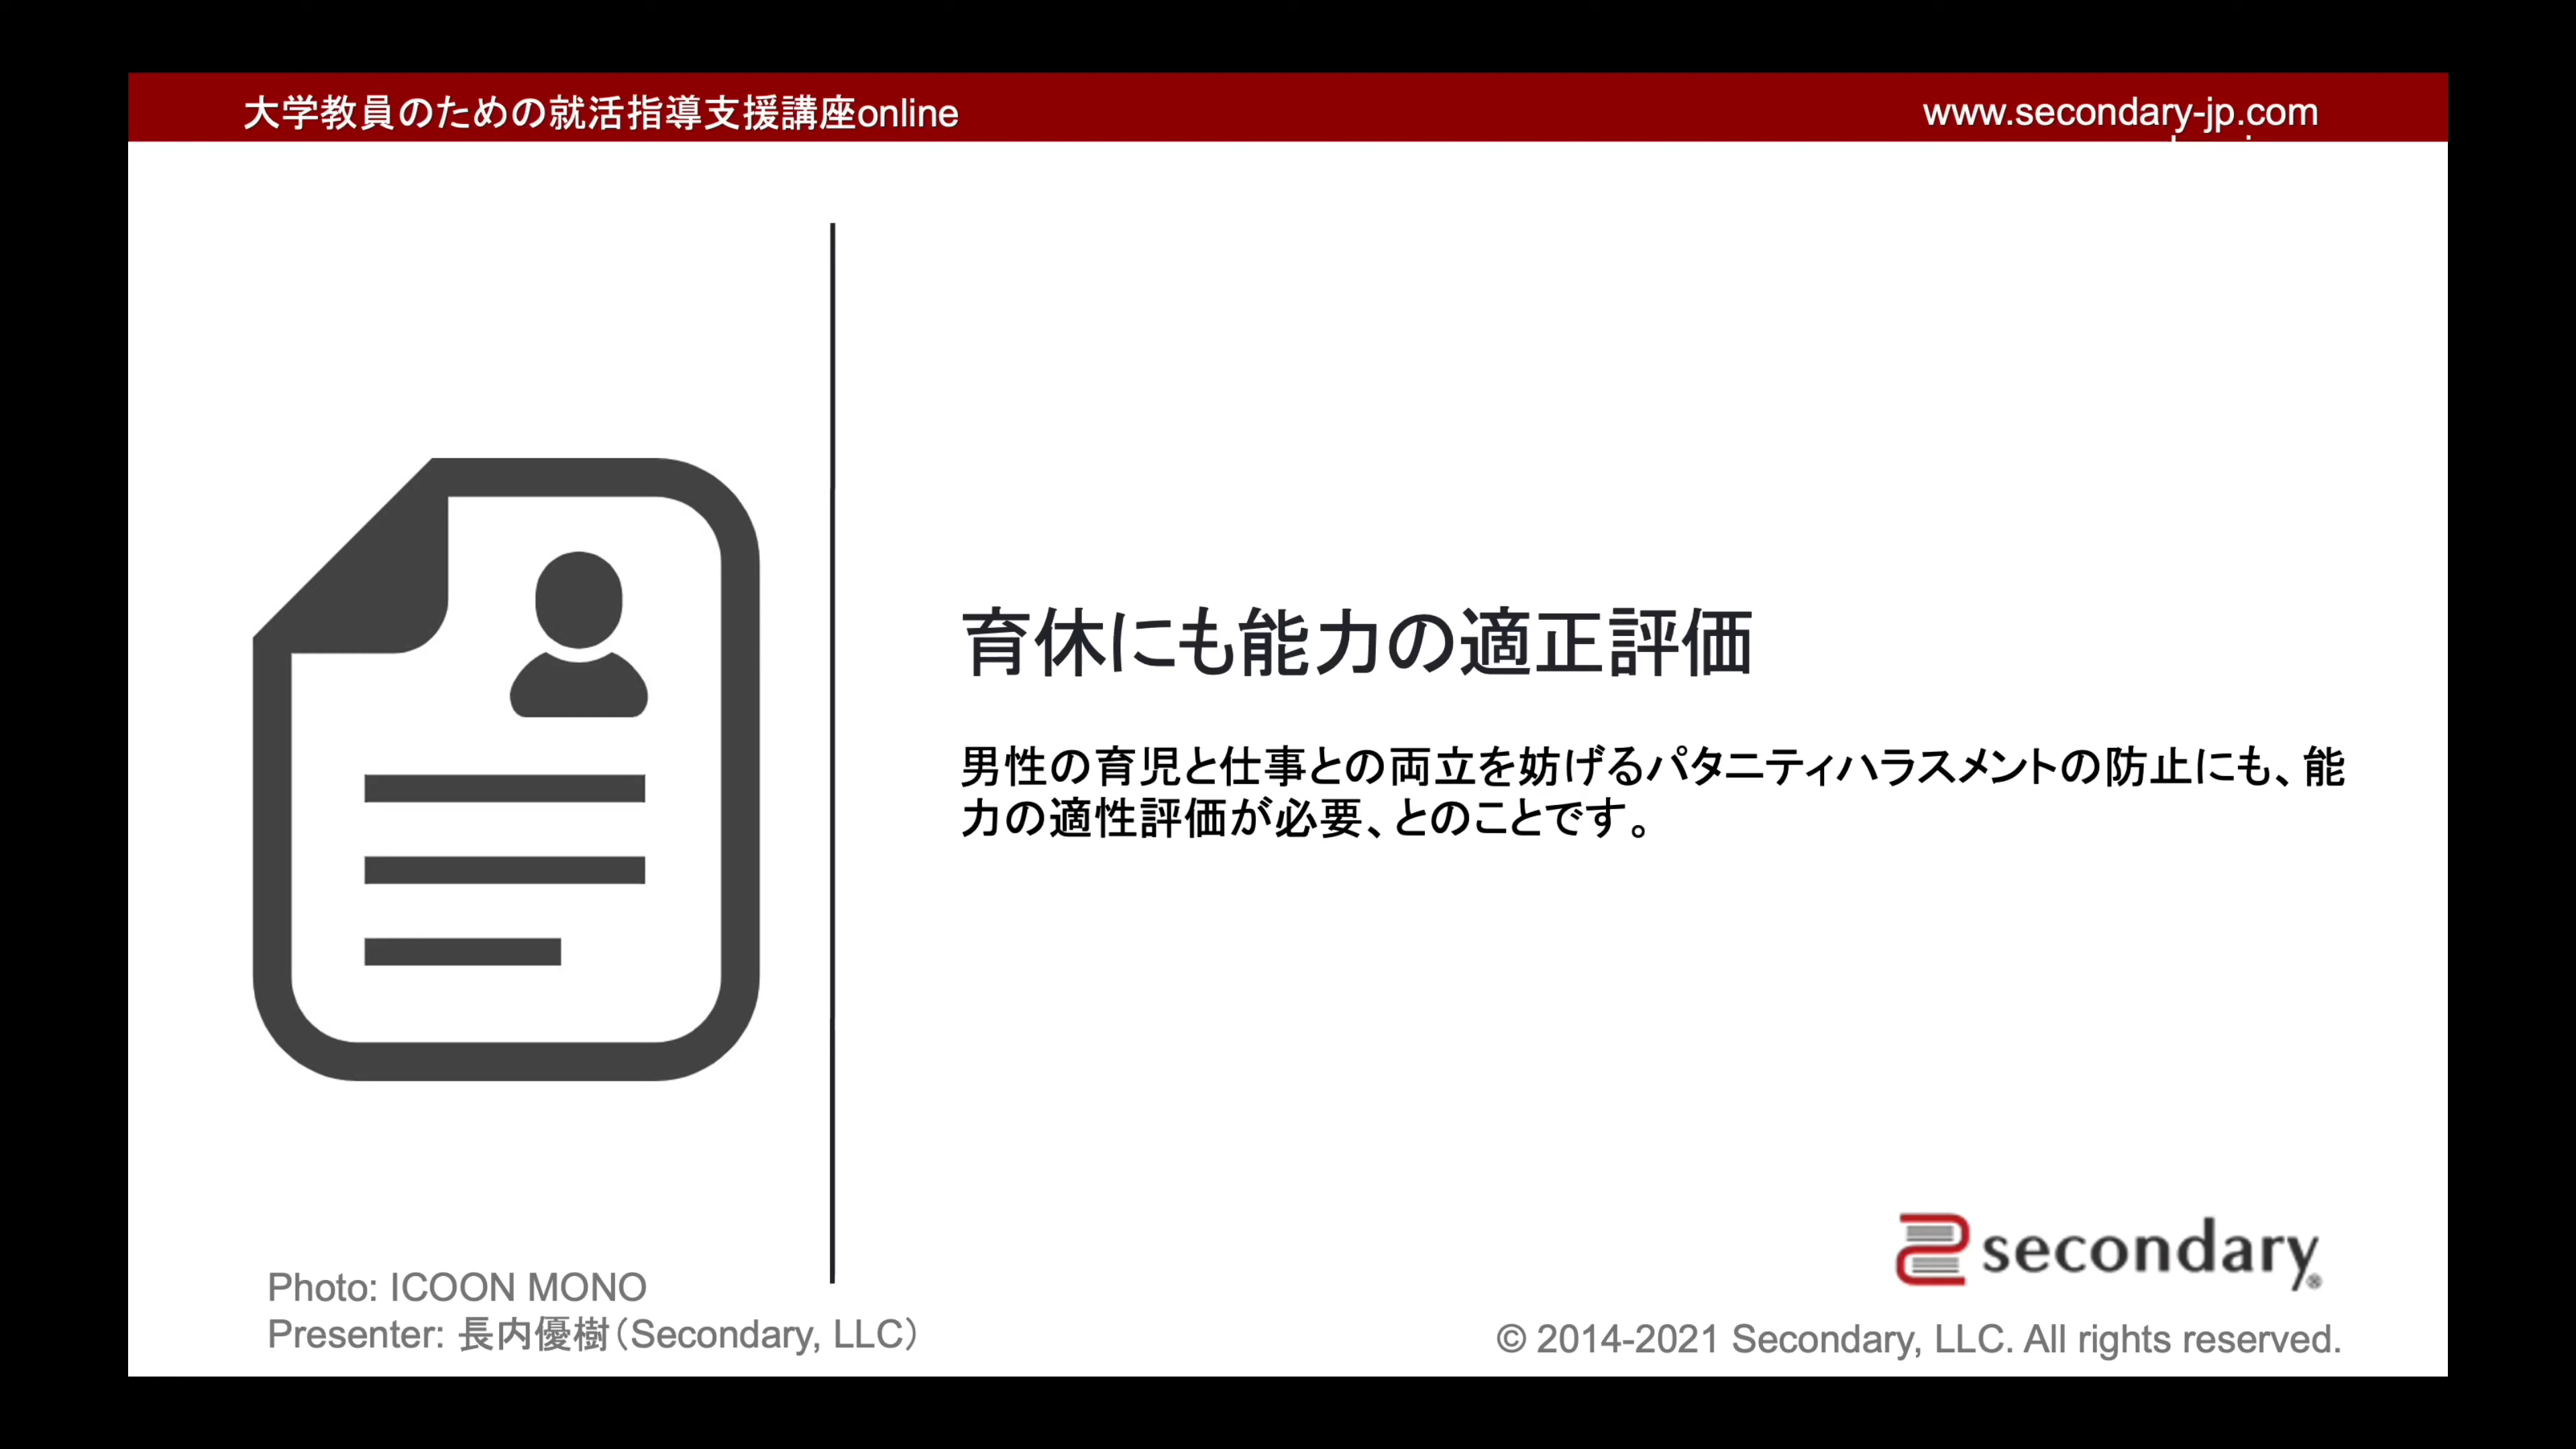 大学教員のための就活指導支援講座online
www.secondary-jp.com
育休にも能力の適正評価
男性の育児と仕事との両立を妨げるパタニティハラスメントの防止にも、能
力の適性評価が必要、とのことです。
Photo: ICOON MONO
Presenter: 長内優樹（Secondary, LLC）
secondary®
© 2014-2021 Secondary, LLC. All rights reserved.